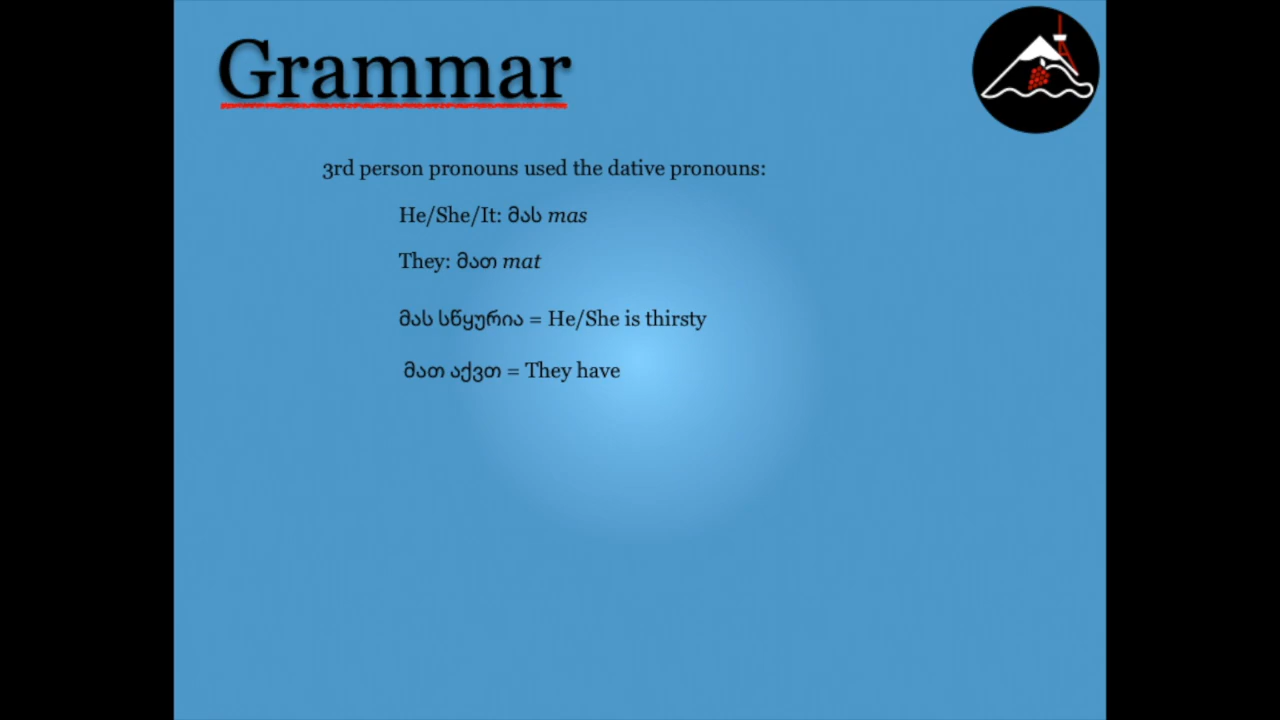 Grammar
3rd person pronouns used the dative pronouns:
He/She/It: მას mas
They: მათ mat
მას სწყურია = He/She is thirsty
მათ აქვთ = They have